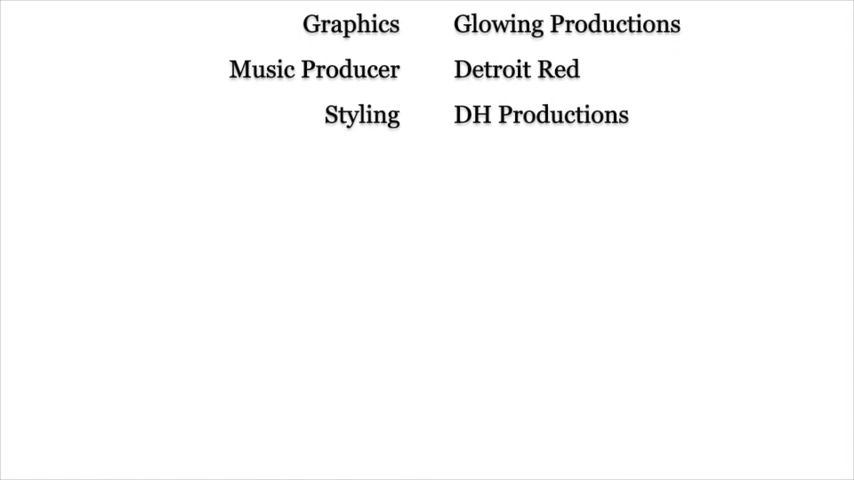 Graphics Glowing Productions
Music Producer Detroit Red
Styling DH Productions